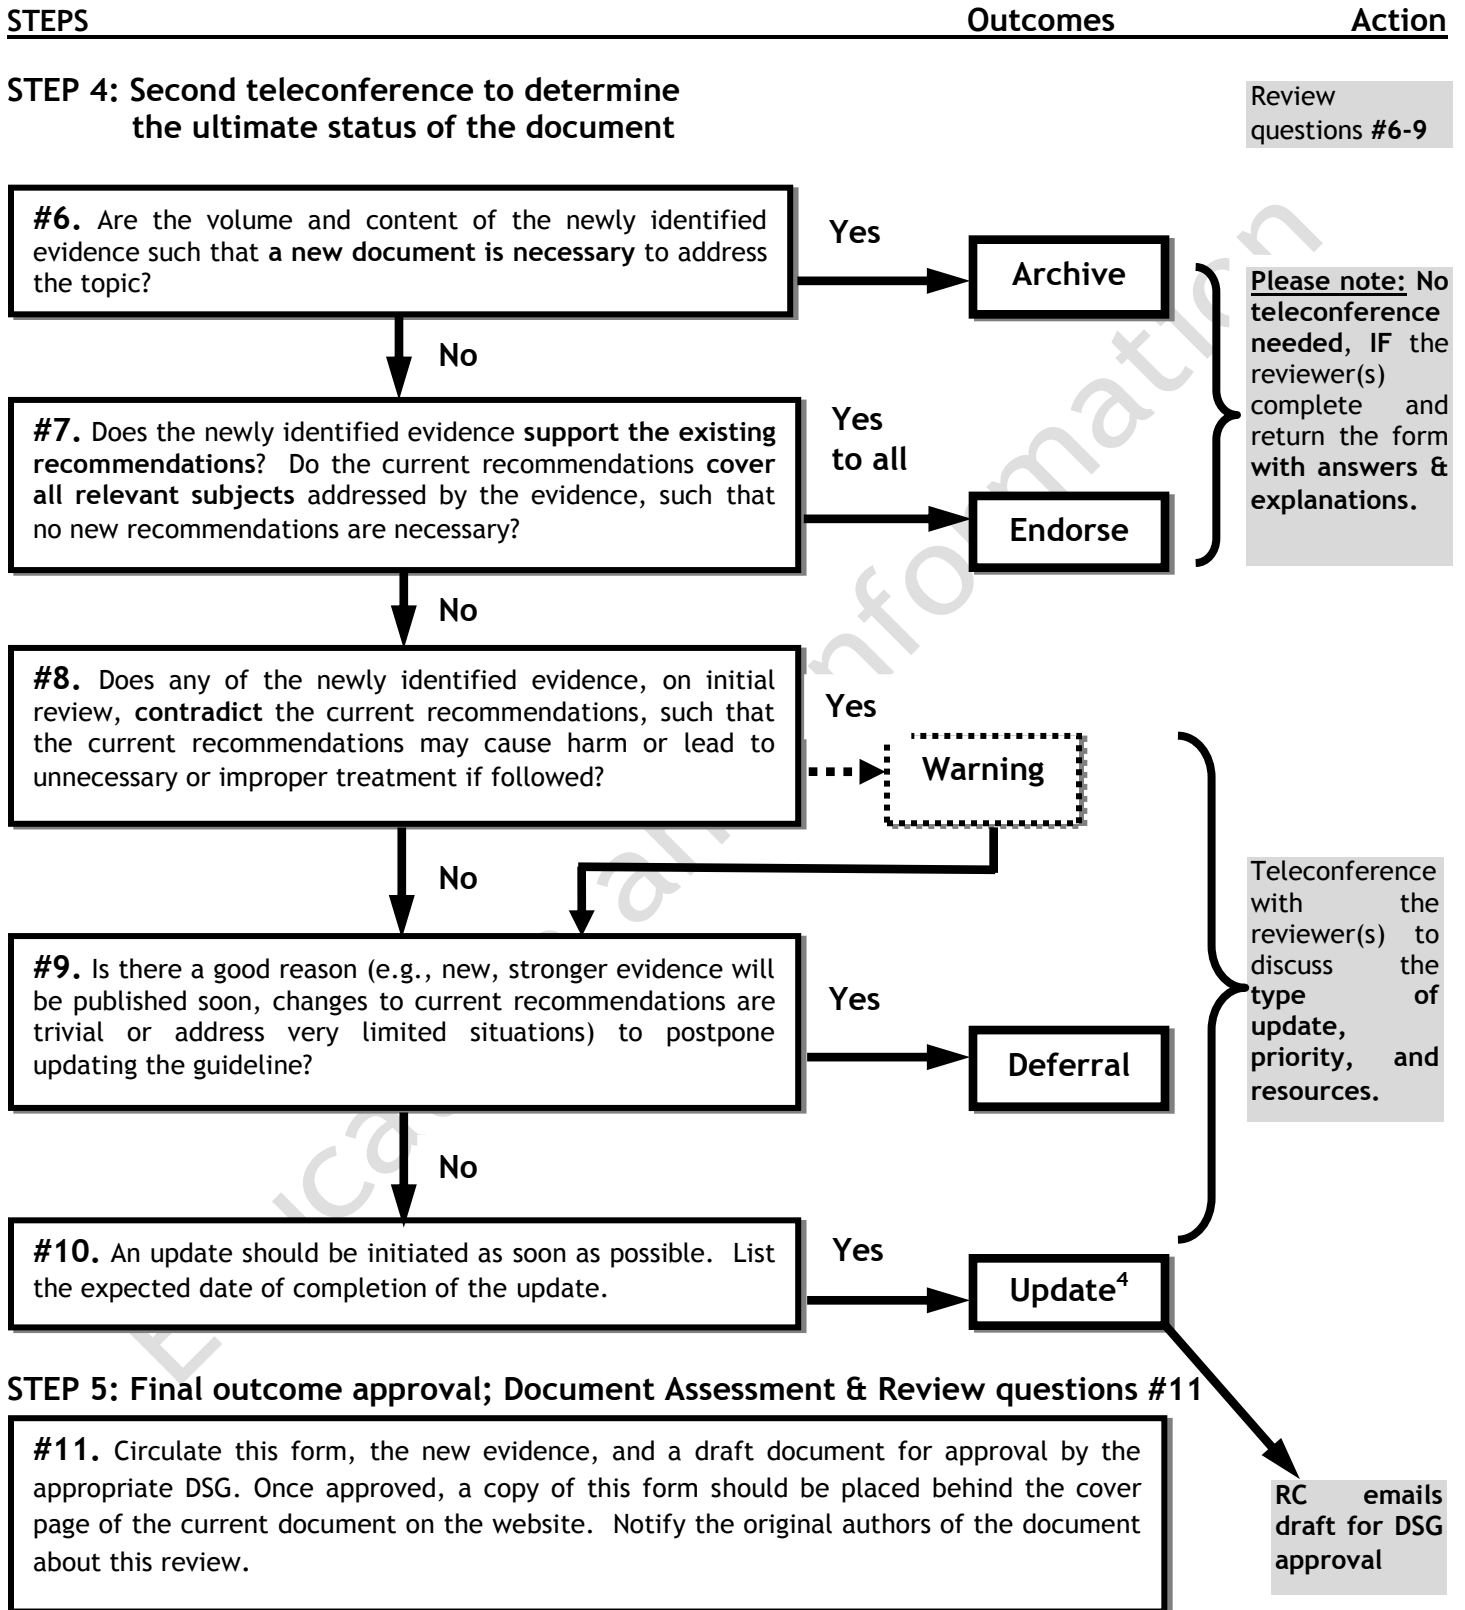 STEPS Outcomes Action
STEP 4: Second teleconference to determine
the ultimate status of the document
Review
questions #6-9
#6. Are the volume and content of the newly identified
evidence such that a new document is necessary to address
the topic?
Yes
Archive
No
Please note: No
teleconference
needed, IF the
reviewer(s)
complete and
return the form
with answers &
explanations.
#7. Does the newly identified evidence support the existing
recommendations? Do the current recommendations cover
all relevant subjects addressed by the evidence, such that
no new recommendations are necessary?
Yes
to all
Endorse
No
#8. Does any of the newly identified evidence, on initial
review, contradict the current recommendations, such that
the current recommendations may cause harm or lead to
unnecessary or improper treatment if followed?
Yes
Warning
No
#9. Is there a good reason (e.g., new, stronger evidence will
be published soon, changes to current recommendations are
trivial or address very limited situations) to postpone
updating the guideline?
Yes
Deferral
Teleconference
with the
reviewer(s) to
discuss the
type of
update,
priority, and
resources.
No
#10. An update should be initiated as soon as possible. List
the expected date of completion of the update.
Yes
Update4
STEP 5: Final outcome approval; Document Assessment & Review questions #11
#11. Circulate this form, the new evidence, and a draft document for approval by the
appropriate DSG. Once approved, a copy of this form should be placed behind the cover
page of the current document on the website. Notify the original authors of the document
about this review.
RC emails
draft for DSG
approval